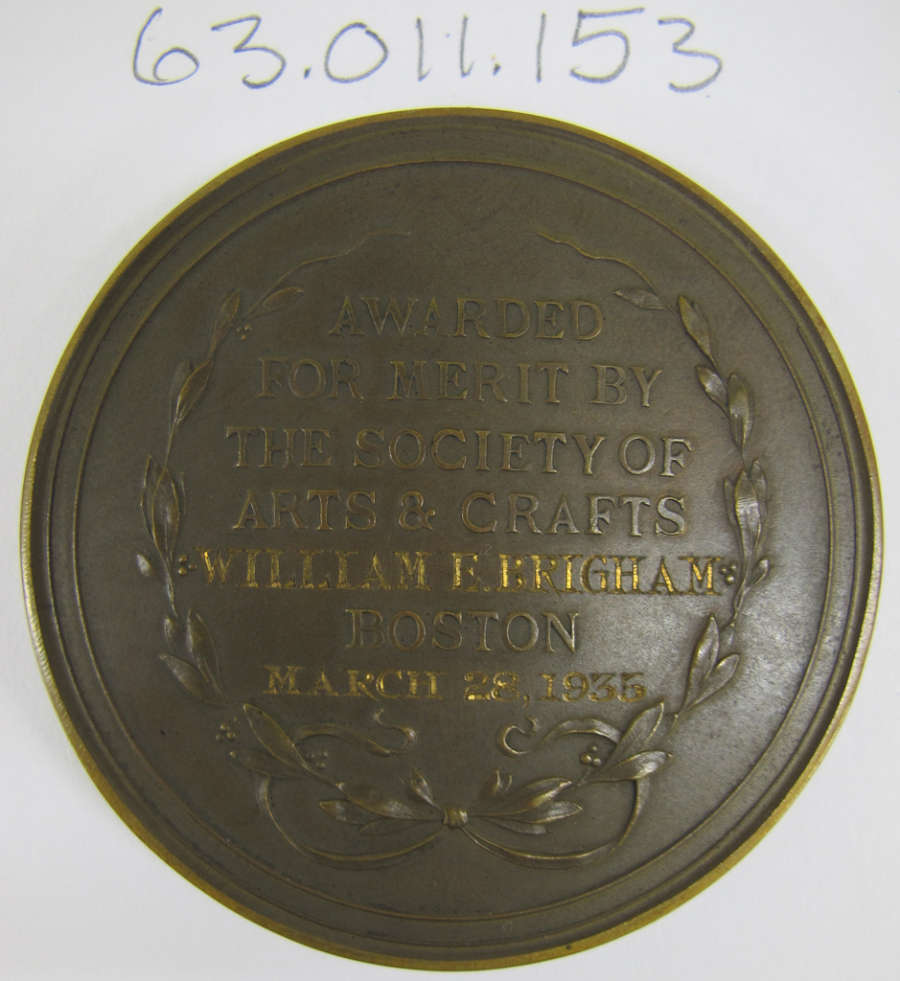 63.011.153
AWARDED
FOR MERIT BY
THE SOCIETY OF
ARTS & CRAFTS
WILLIAM E. BRIGHAM
BOSTON
MARCH 28, 1935